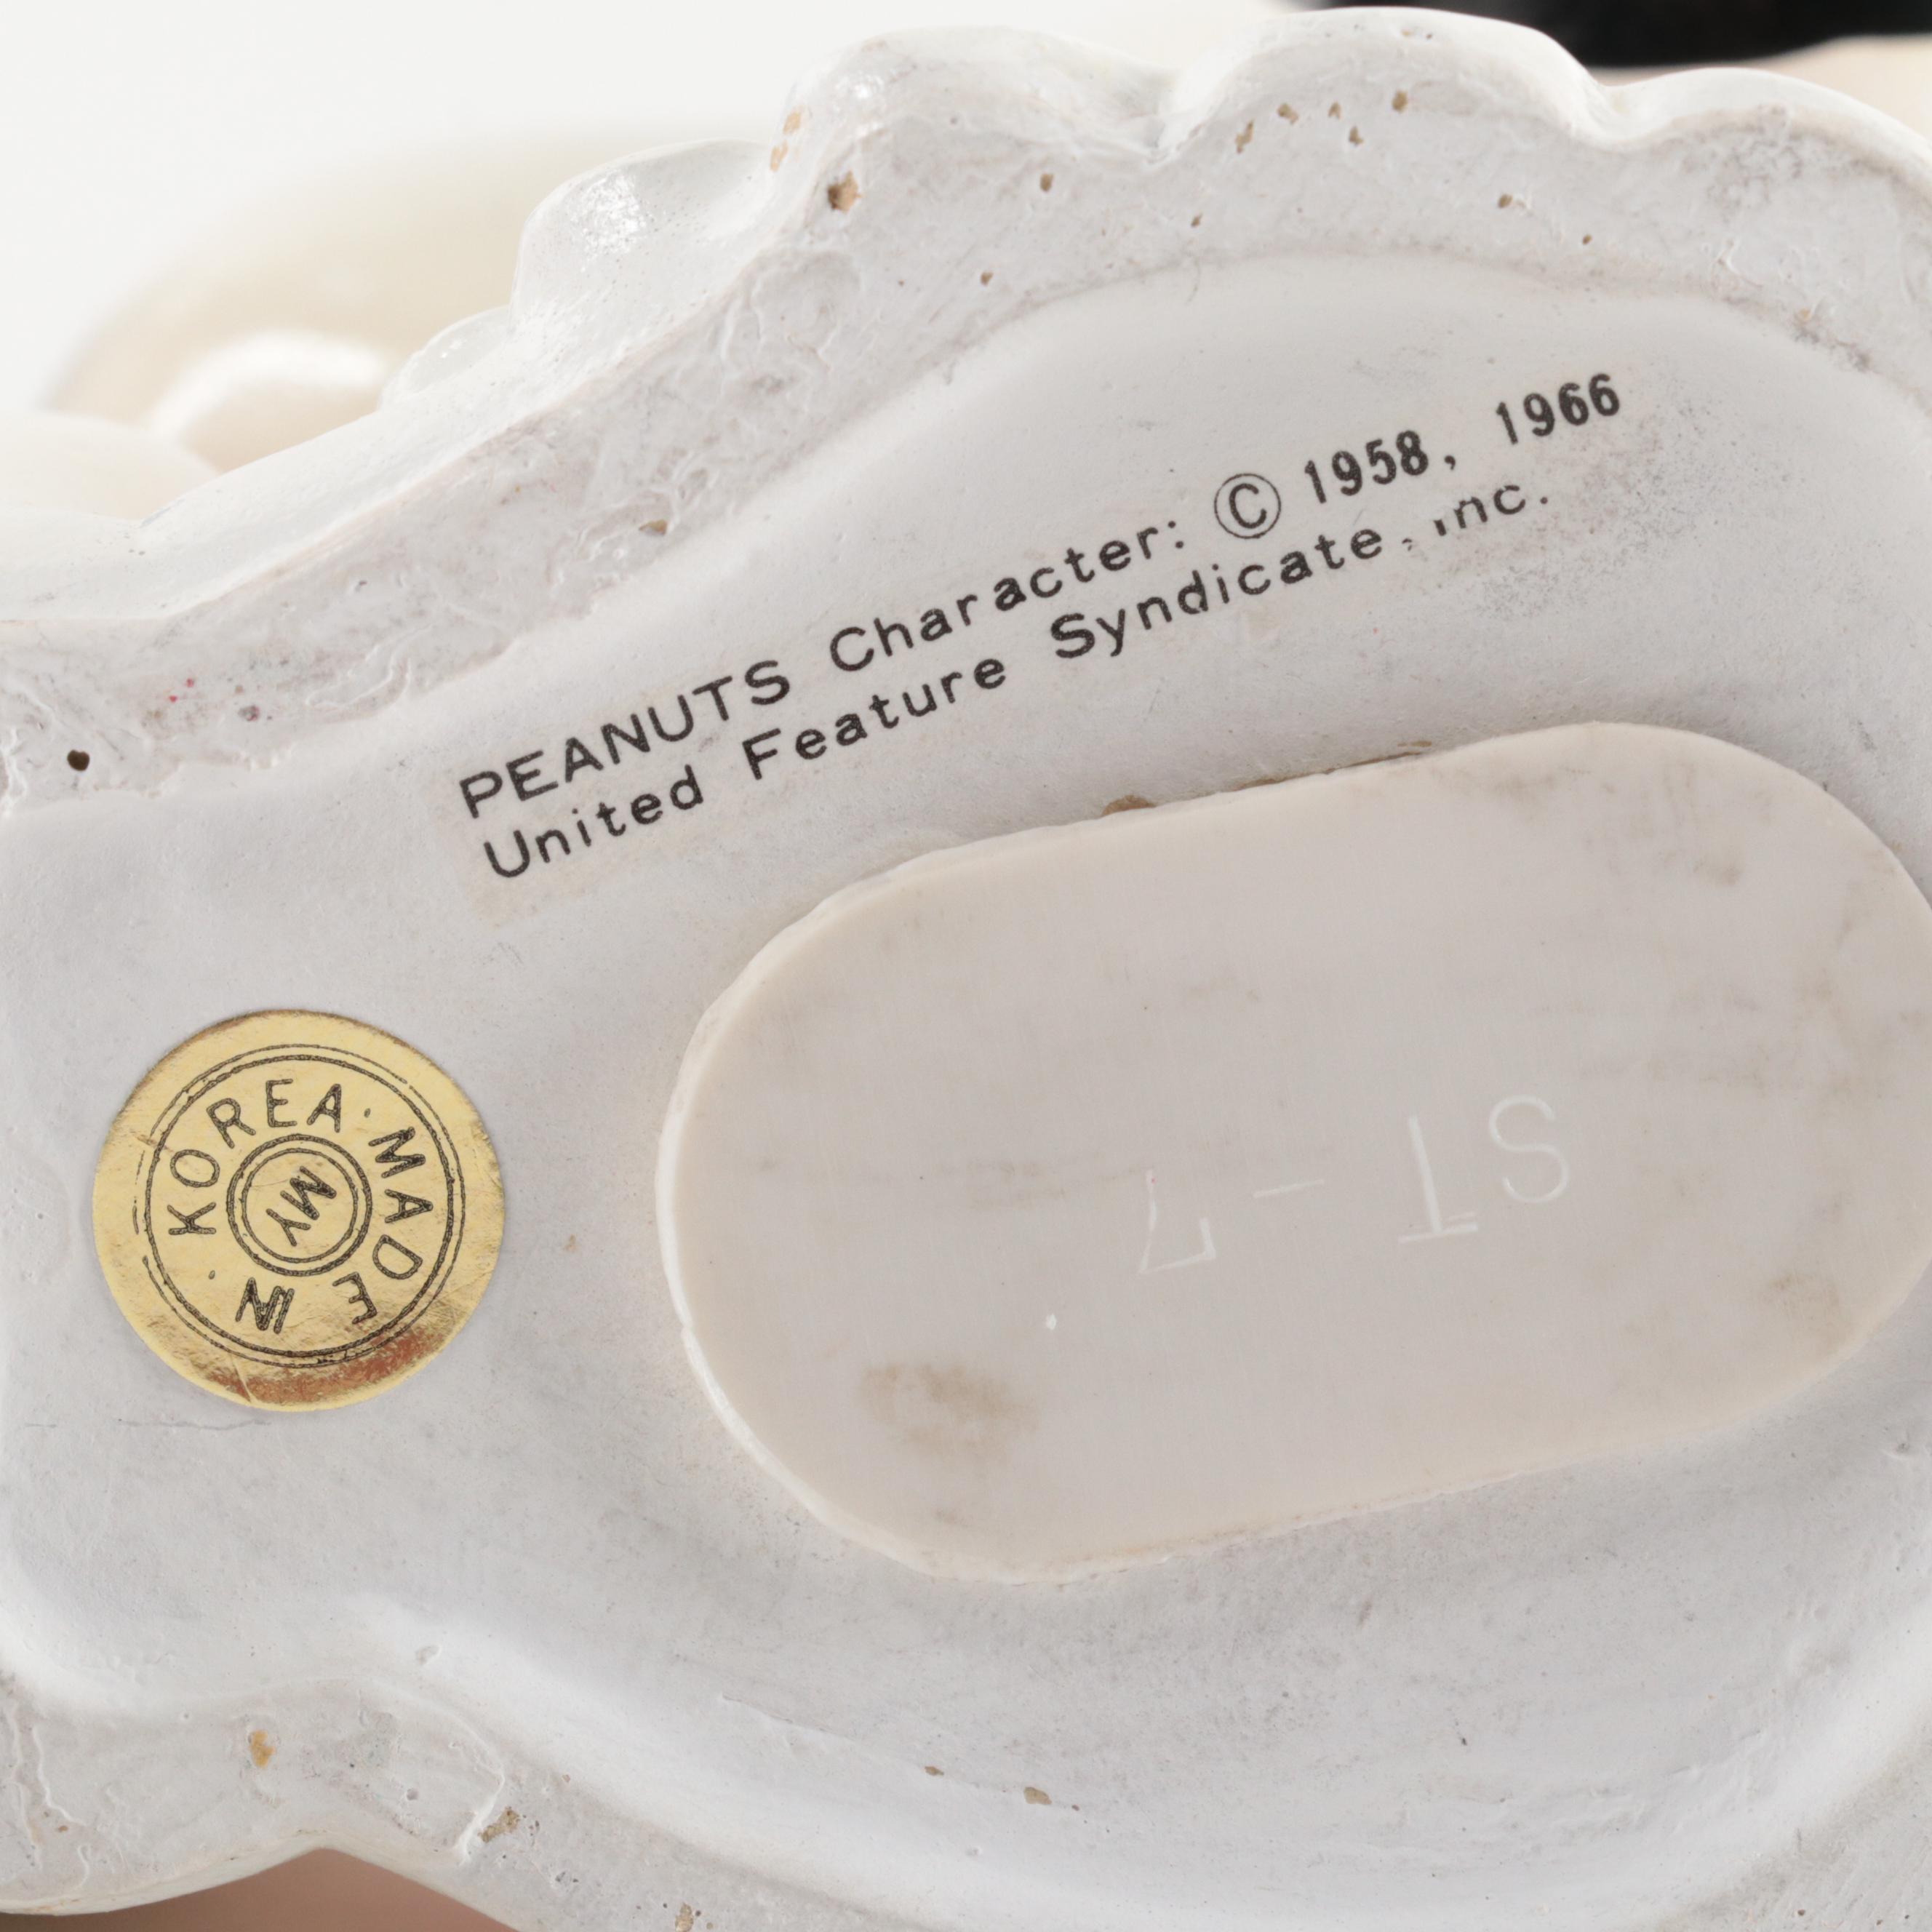 PEANUTS Character: © 1958, 1966
United Feature Syndicate, Inc.
MADE IN · KOREA ·
MY
ST-7